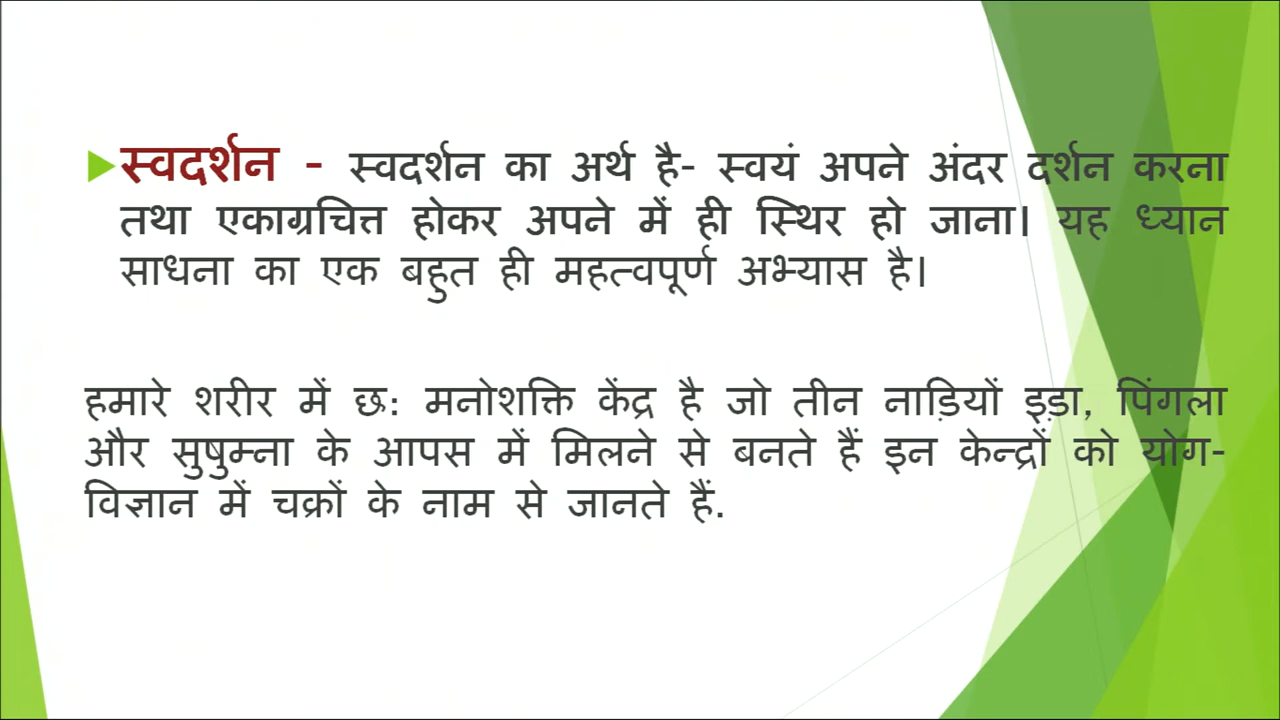 स्वदर्शन - स्वदर्शन का अर्थ है- स्वयं अपने अंदर दर्शन करना
तथा एकाग्रचित्त होकर अपने में ही स्थिर हो जाना। यह ध्यान
साधना का एक बहुत ही महत्वपूर्ण अभ्यास है।
हमारे शरीर में छ: मनोशक्ति केंद्र है जो तीन नाड़ियों इड़ा, पिंगला
और सुषुम्ना के आपस में मिलने से बनते हैं इन केन्द्रों को योग-
विज्ञान में चक्रों के नाम से जानते हैं.